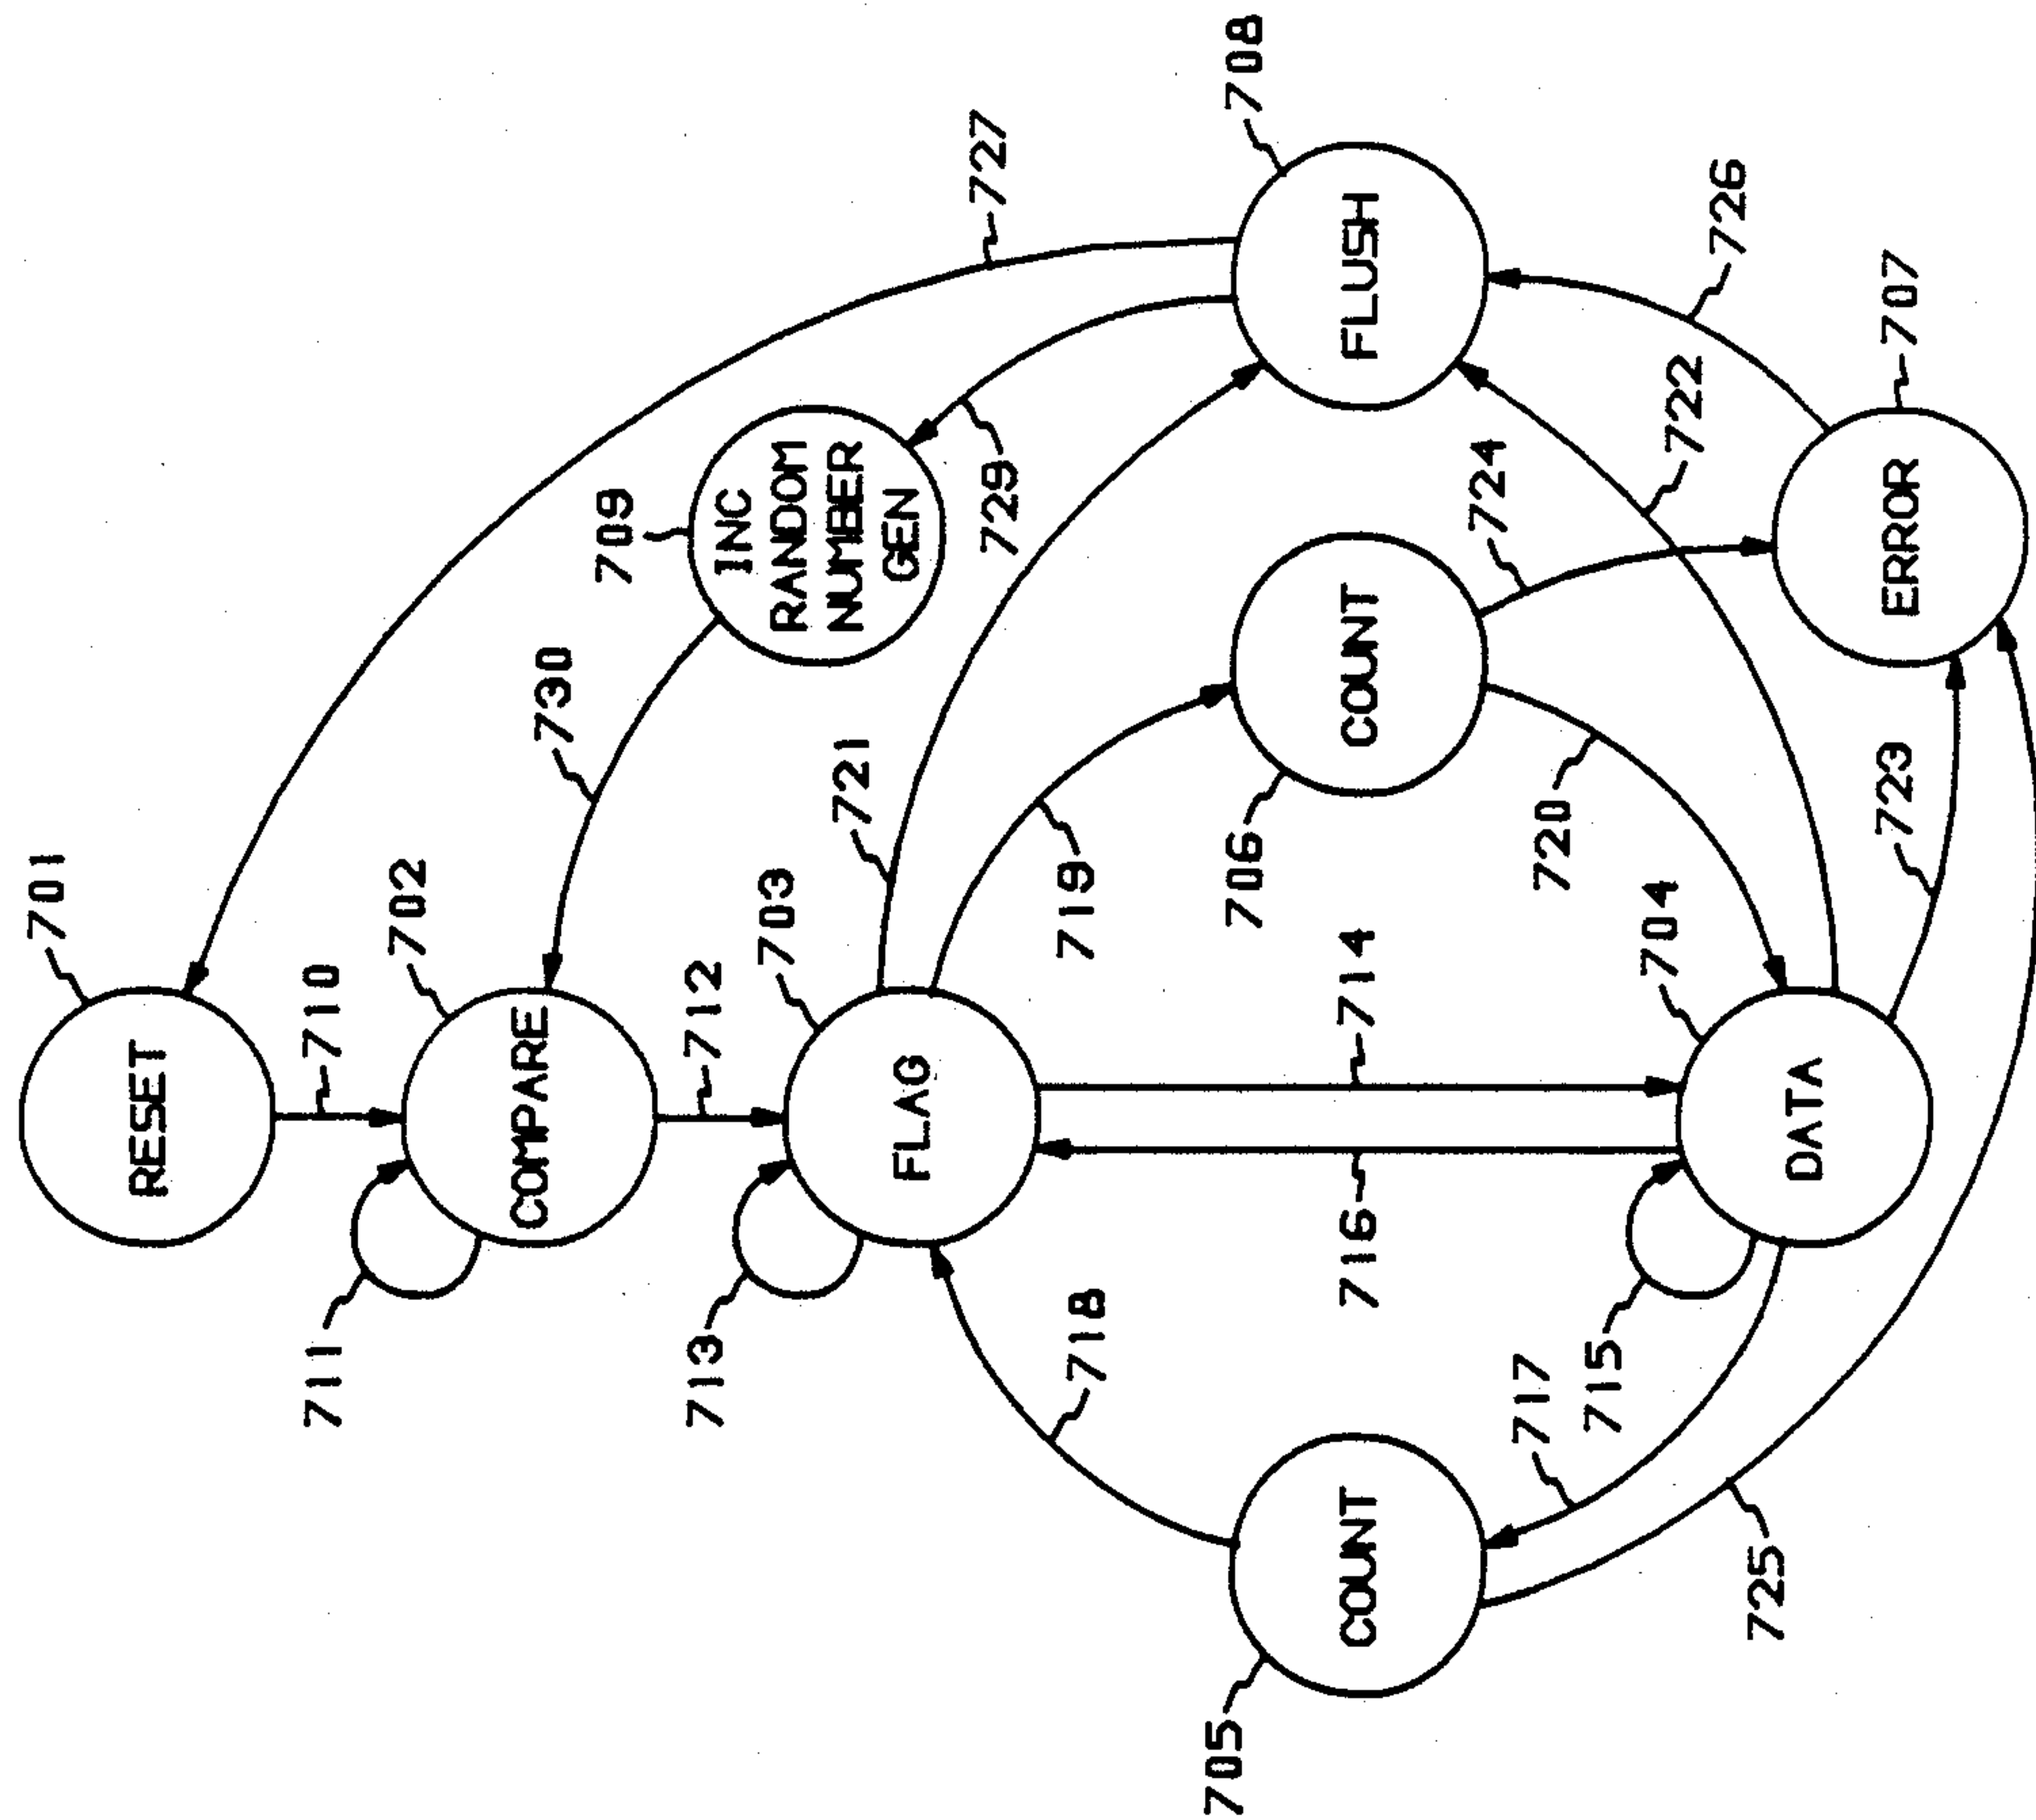 701
RESET
710
702
711
COMPARE
712
703
713
FLAG
730
709
INC
RANDOM
NUMBER
GEN
727
729
721
708
FLUSH
719
718
714
716
706
COUNT
705
COUNT
724
720
722
726
704
717
715
DATA
723
707
ERROR
725